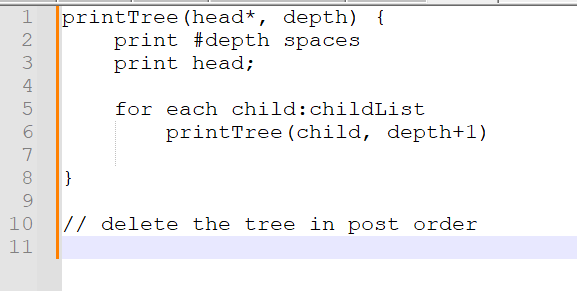 1 printTree(head*, depth) {
2     print #depth spaces
3     print head;
4
5     for each child:childList
6         printTree(child, depth+1)
7
8 }
9
10 // delete the tree in post order
11